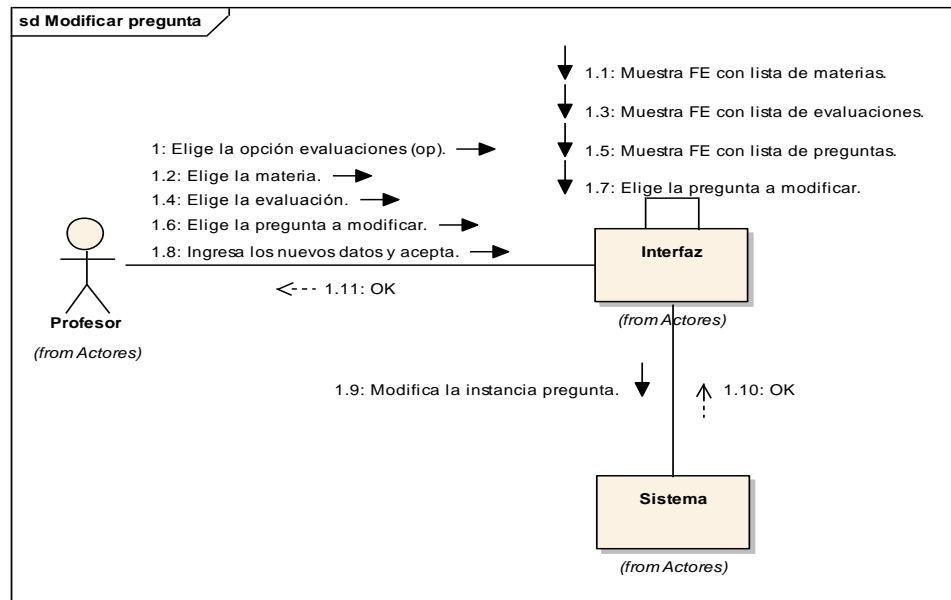 sd Modificar pregunta
1.1: Muestra FE con lista de materias.
1.3: Muestra FE con lista de evaluaciones.
1.5: Muestra FE con lista de preguntas.
1.7: Elige la pregunta a modificar.
1: Elige la opción evaluaciones (op).
1.2: Elige la materia.
1.4: Elige la evaluación.
1.6: Elige la pregunta a modificar.
1.8: Ingresa los nuevos datos y acepta.
1.11: OK
Profesor
(from Actores)
Interfaz
(from Actores)
1.9: Modifica la instancia pregunta.
1.10: OK
Sistema
(from Actores)